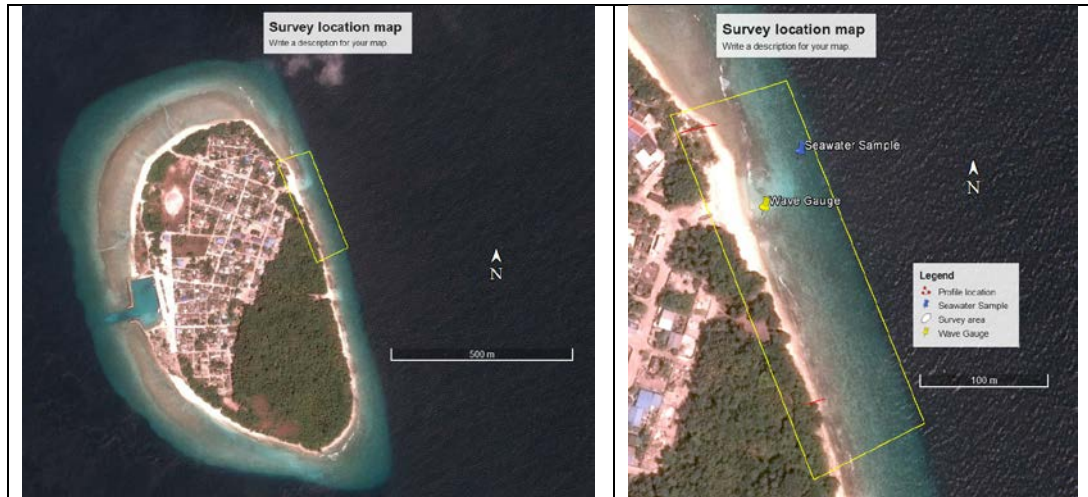 Survey location map
Write a description for your map.
N
500 m
Survey location map
Write a description for your map.
Seawater Sample
Wave Gauge
N
Legend
Profile location
Seawater Sample
Survey area
Wave Gauge
100 m